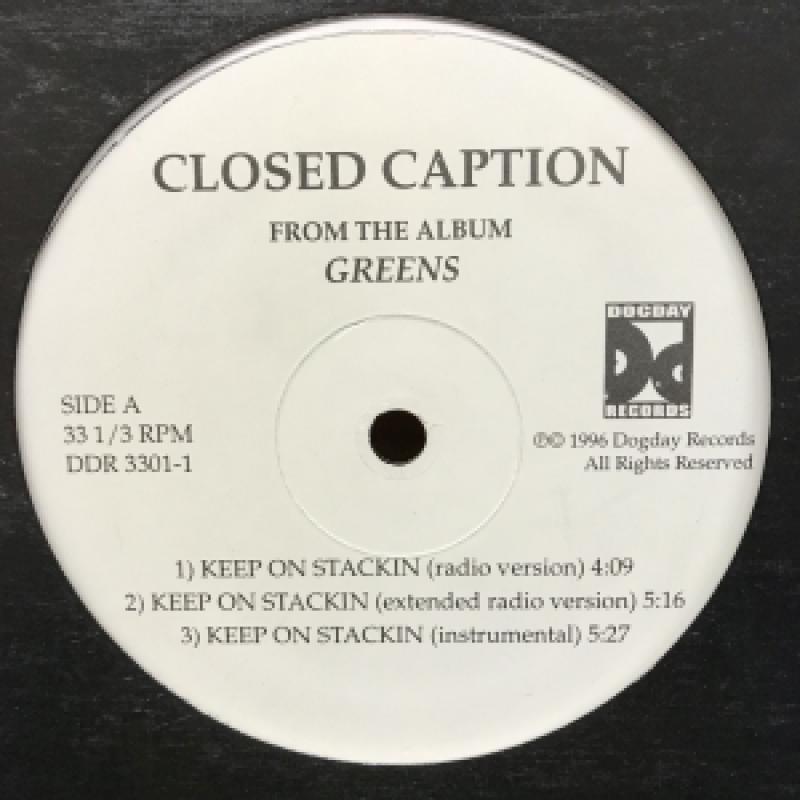 CLOSED CAPTION
FROM THE ALBUM
GREENS
DOGDAY
RECORDS
SIDE A
33 1/3 RPM
DDR 3301-1
℗© 1996 Dogday Records
All Rights Reserved
1) KEEP ON STACKIN (radio version) 4:09
2) KEEP ON STACKIN (extended radio version) 5:16
3) KEEP ON STACKIN (instrumental) 5:27